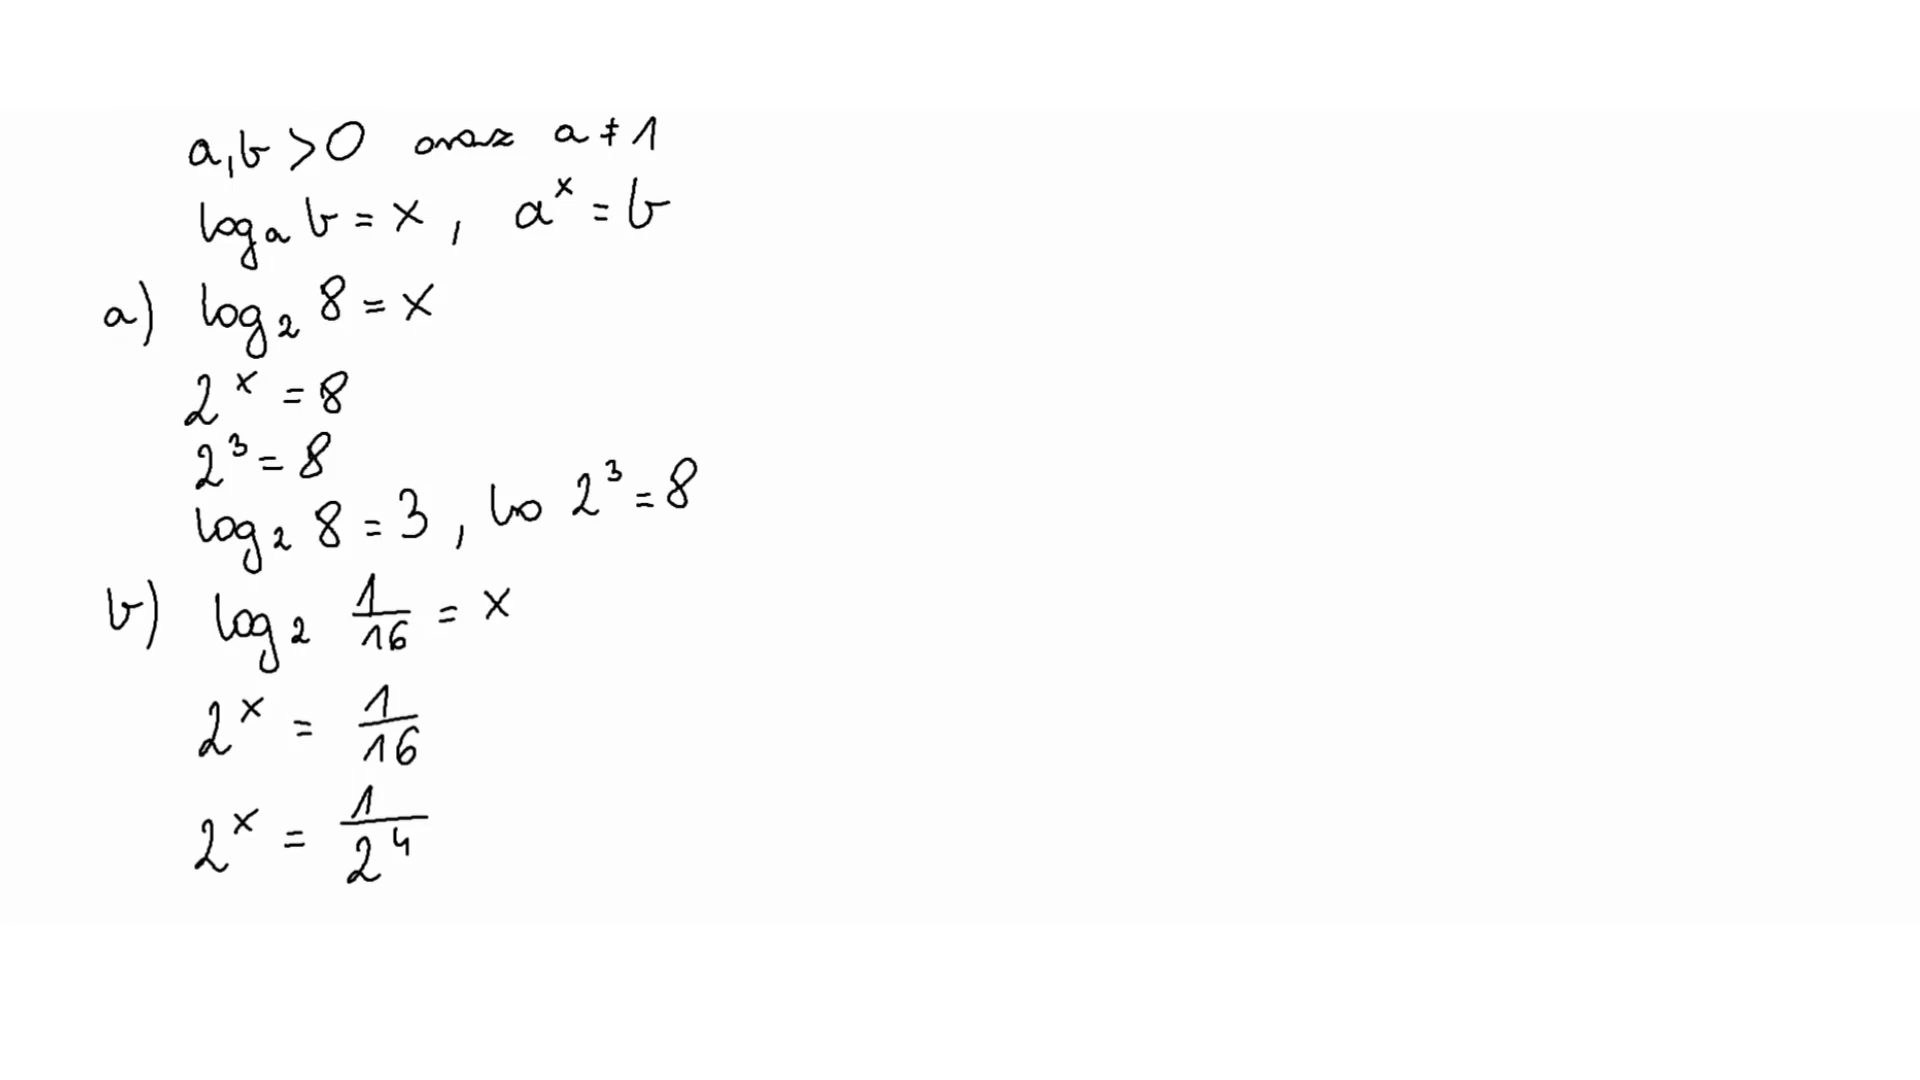 a,b >0 oraz a ≠ 1
log_a b = x , a^x = b
a) log_2 8 = x
2^x = 8
2^3 = 8
log_2 8 = 3 , bo 2^3 = 8
b) log_2 1/16 = x
2^x = 1/16
2^x = 1/2^4